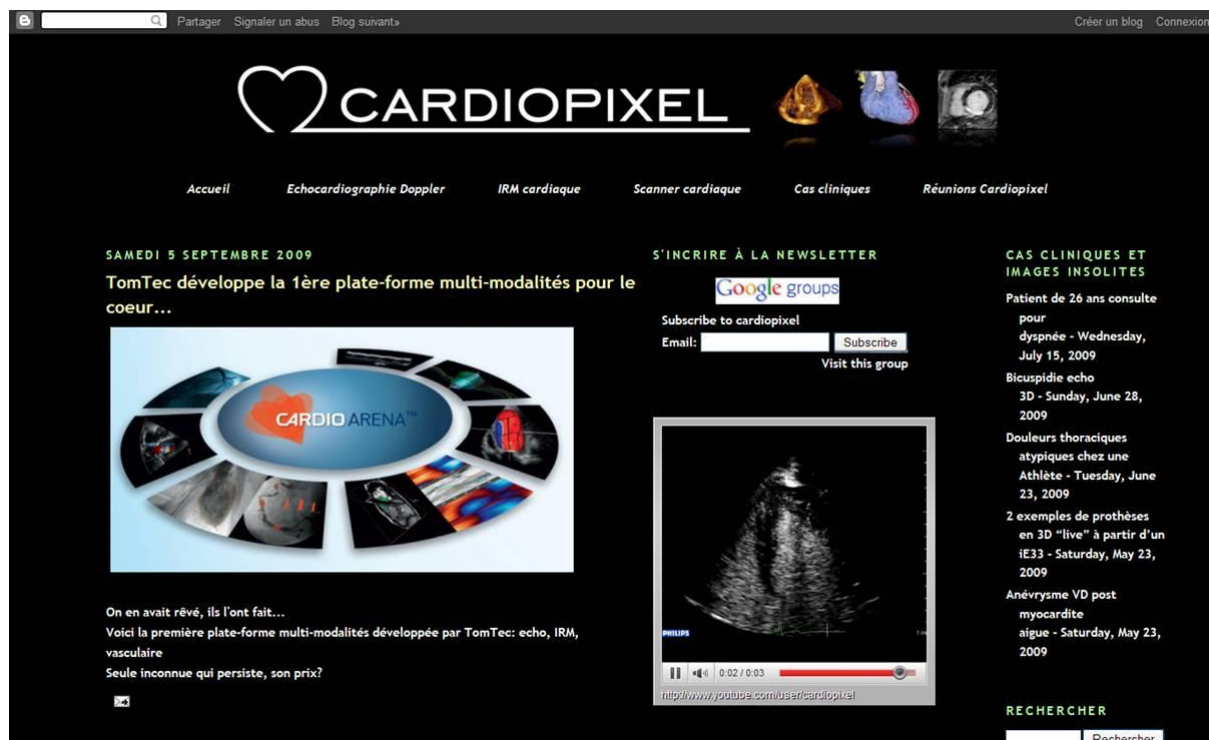 Partager Signaler un abus Blog suivant»
Créer un blog Connexion
CARDIOPIXEL
Accueil Echocardiographie Doppler IRM cardiaque Scanner cardiaque Cas cliniques Réunions Cardiopixel
SAMEDI 5 SEPTEMBRE 2009
TomTec développe la 1ère plate-forme multi-modalités pour le
coeur...
CARDIO ARENA™
On en avait rêvé, ils l'ont fait...
Voici la première plate-forme multi-modalités développée par TomTec: echo, IRM,
vasculaire
Seule inconnue qui persiste, son prix?
S'INCRIRE À LA NEWSLETTER
Google groups
Subscribe to cardiopixel
Email: Subscribe
Visit this group
PHILIPS
0:02 / 0:03
http://www.youtube.com/user/cardiopixel
CAS CLINIQUES ET
IMAGES INSOLITES
Patient de 26 ans consulte
pour
dyspnée - Wednesday,
July 15, 2009
Bicuspidie echo
3D - Sunday, June 28,
2009
Douleurs thoraciques
atypiques chez une
Athlète - Tuesday, June
23, 2009
2 exemples de prothèses
en 3D “live” à partir d’un
iE33 - Saturday, May 23,
2009
Anévrysme VD post
myocardite
aigue - Saturday, May 23,
2009
RECHERCHER
Rechercher